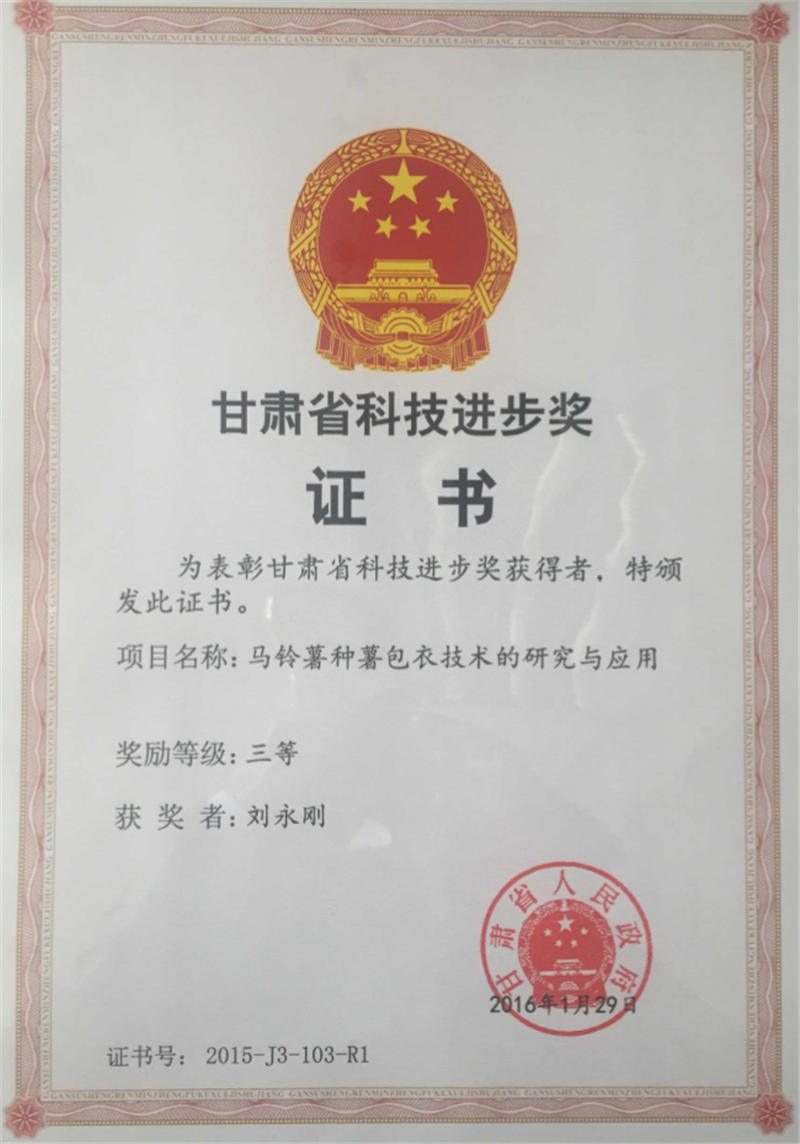 甘肃省科技进步奖
证 书
为表彰甘肃省科技进步奖获得者，特颁
发此证书。
项目名称：马铃薯种薯包衣技术的研究与应用
奖励等级：三等
获 奖 者：刘永刚
甘肃省人民政府
2016年1月29日
证书号： 2015-J3-103-R1